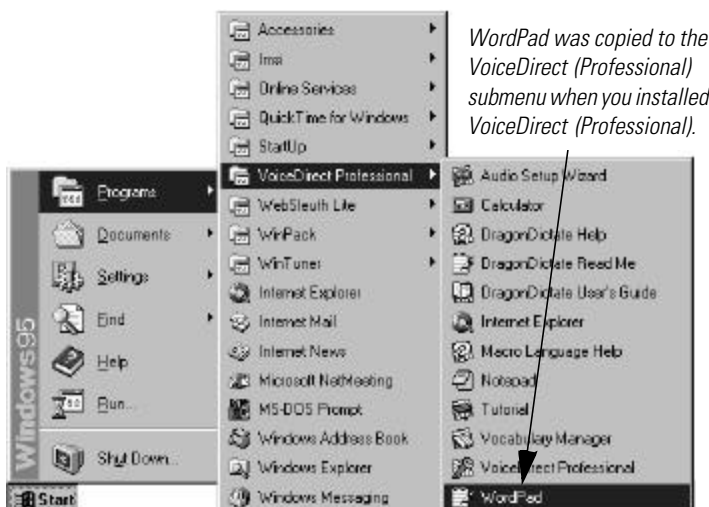 Accessories
Imsi
Online Services
QuickTime for Windows
StartUp
VoiceDirect Professional
WebSleuth Lite
WinPack
WinTuner
Internet Explorer
Internet Mail
Internet News
Microsoft NetMeeting
MS-DOS Prompt
Windows Address Book
Windows Explorer
Windows Messaging
WordPad was copied to the
VoiceDirect (Professional)
submenu when you installed
VoiceDirect (Professional).
Programs
Documents
Settings
Find
Help
Run...
Shut Down...
Windows95
Start
Audio Setup Wizard
Calculator
DragonDictate Help
DragonDictate Read Me
DragonDictate User's Guide
Internet Explorer
Macro Language Help
Notepad
Tutorial
Vocabulary Manager
VoiceDirect Professional
WordPad